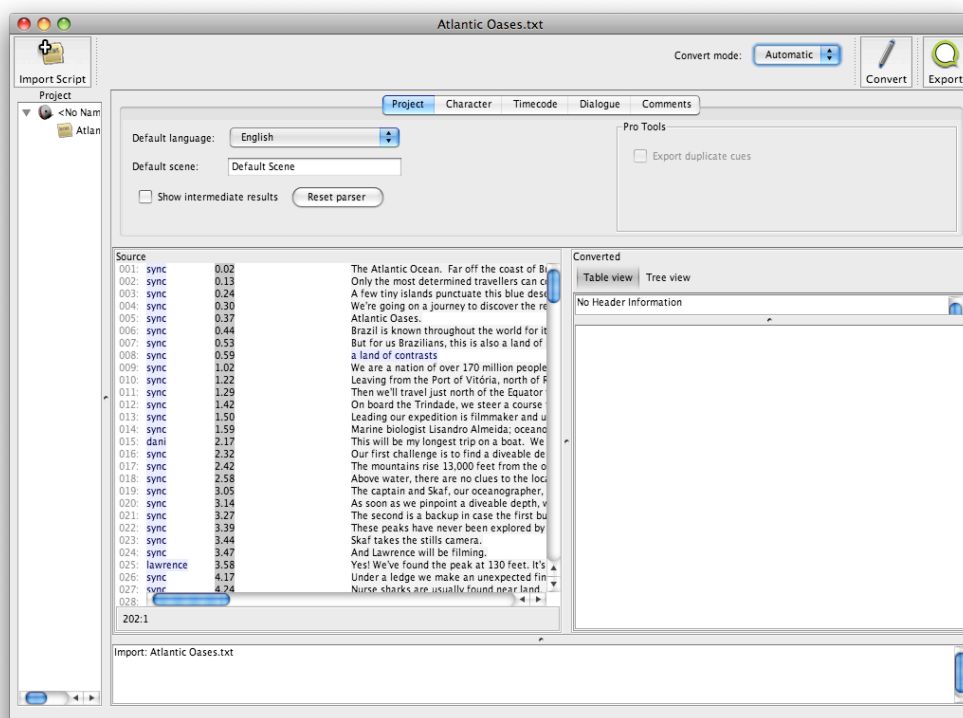 Atlantic Oases.txt
Import Script
Convert mode: Automatic
Convert
Export
Project
<No Nam
Atlan
Project Character Timecode Dialogue Comments
Default language: English
Default scene: Default Scene
Show intermediate results Reset parser
Pro Tools
Export duplicate cues
Source
001: sync 0.02 The Atlantic Ocean. Far off the coast of Br
002: sync 0.13 Only the most determined travellers can c
003: sync 0.24 A few tiny islands punctuate this blue dese
004: sync 0.30 We're going on a journey to discover the re
005: sync 0.37 Atlantic Oases.
006: sync 0.44 Brazil is known throughout the world for it
007: sync 0.53 But for us Brazilians, this is also a land of
008: sync 0.59 a land of contrasts
009: sync 1.02 We are a nation of over 170 million people
010: sync 1.22 Leaving from the Port of Vitória, north of R
011: sync 1.29 Then we'll travel just north of the Equator
012: sync 1.42 On board the Trindade, we steer a course
013: sync 1.50 Leading our expedition is filmmaker and u
014: sync 1.59 Marine biologist Lisandro Almeida; oceano
015: dani 2.17 This will be my longest trip on a boat. We
016: sync 2.32 Our first challenge is to find a diveable de
017: sync 2.42 The mountains rise 13,000 feet from the o
018: sync 2.58 Above water, there are no clues to the loca
019: sync 3.05 The captain and Skaf, our oceanographer,
020: sync 3.14 As soon as we pinpoint a diveable depth, w
021: sync 3.27 The second is a backup in case the first bu
022: sync 3.39 These peaks have never been explored by
023: sync 3.44 Skaf takes the stills camera.
024: sync 3.47 And Lawrence will be filming.
025: lawrence 3.58 Yes! We've found the peak at 130 feet. It's
026: sync 4.17 Under a ledge we make an unexpected fin
027: sync 4.24 Nurse sharks are usually found near land
028:
202:1
Converted
Table view Tree view
No Header Information
Import: Atlantic Oases.txt